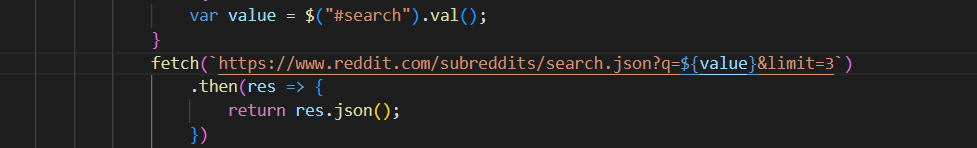 var value = $("#search").val();
}
fetch(`https://www.reddit.com/subreddits/search.json?q=${value}&limit=3`)
.then(res => {
return res.json();
})